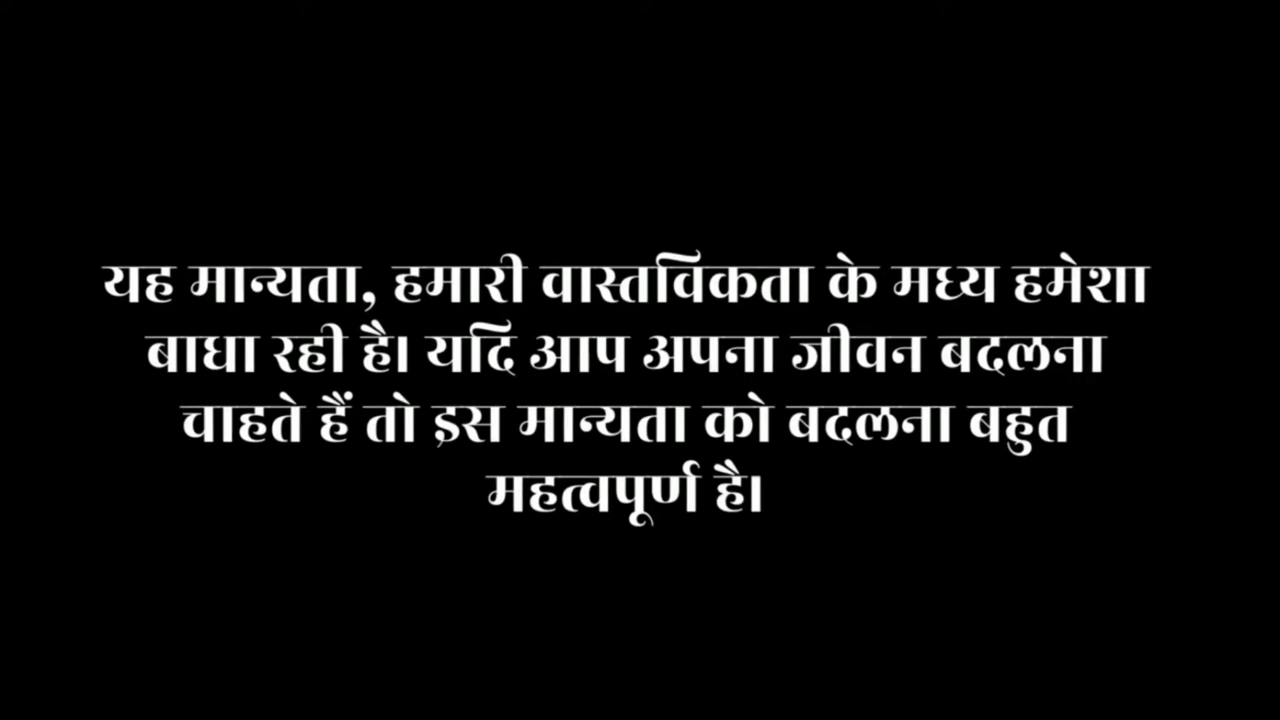 यह मान्यता, हमारी वास्तविकता के मध्य हमेशा
बाधा रही है। यदि आप अपना जीवन बदलना
चाहते हैं तो इस मान्यता को बदलना बहुत
महत्वपूर्ण है।